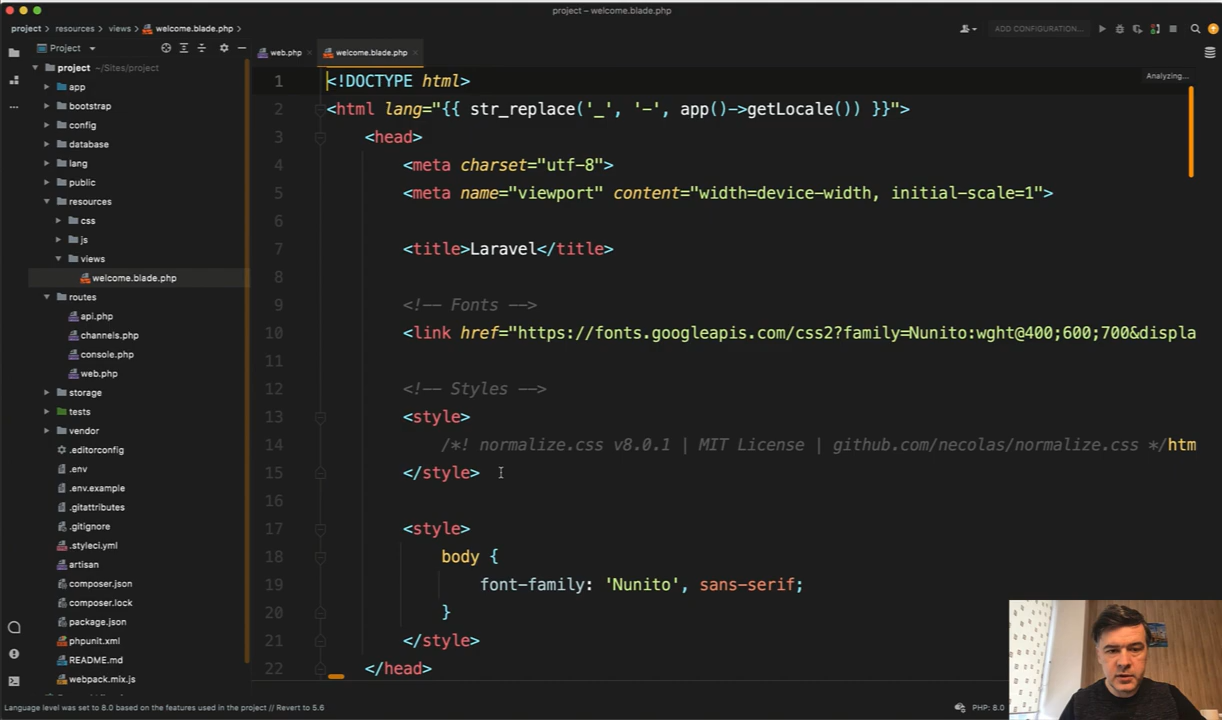 project – welcome.blade.php
project
resources
views
welcome.blade.php
ADD CONFIGURATION...
Project
web.php
welcome.blade.php
project ~/Sites/project
app
bootstrap
config
database
lang
public
resources
css
js
views
welcome.blade.php
routes
api.php
channels.php
console.php
web.php
storage
tests
vendor
.editorconfig
.env
.env.example
.gitattributes
.gitignore
.styleci.yml
artisan
composer.json
composer.lock
package.json
phpunit.xml
README.md
webpack.mix.js
Analyzing...
1 <!DOCTYPE html>
2 <html lang="{{ str_replace('_', '-', app()->getLocale()) }}">
3 <head>
4 <meta charset="utf-8">
5 <meta name="viewport" content="width=device-width, initial-scale=1">
6
7 <title>Laravel</title>
8
9 <!-- Fonts -->
10 <link href="https://fonts.googleapis.com/css2?family=Nunito:wght@400;600;700&displa
11
12 <!-- Styles -->
13 <style>
14 /*! normalize.css v8.0.1 | MIT License | github.com/necolas/normalize.css */htm
15 </style>
16
17 <style>
18 body {
19 font-family: 'Nunito', sans-serif;
20 }
21 </style>
22 </head>
Language level was set to 8.0 based on the features used in the project // Revert to 5.6
PHP: 8.0